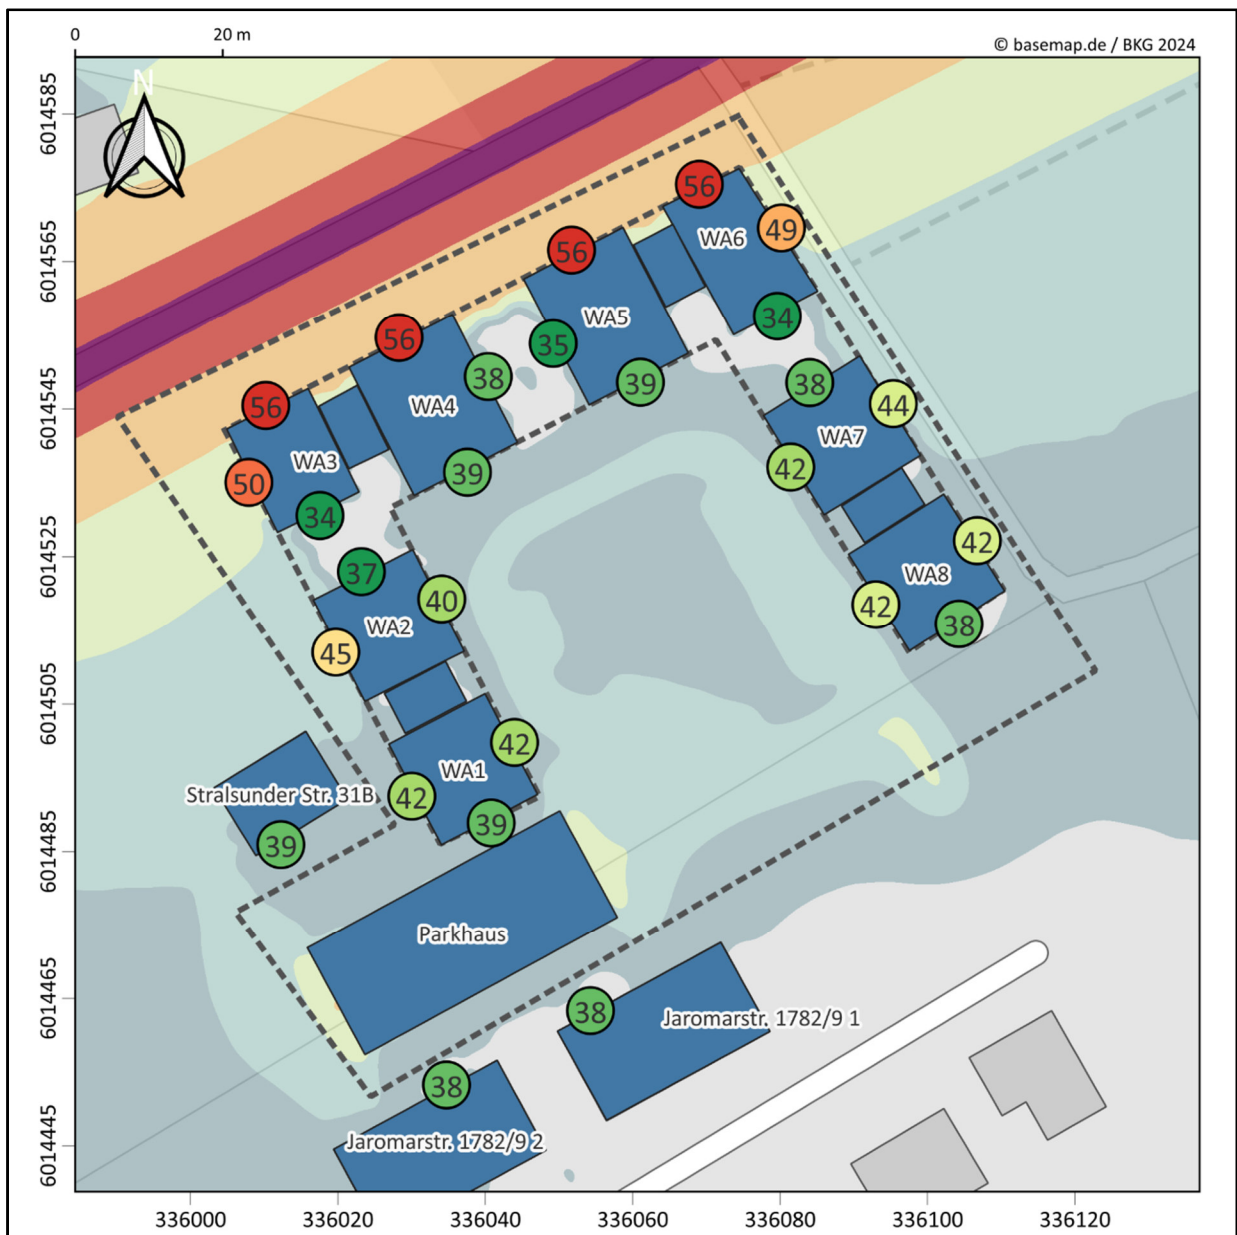 0 20 m
© basemap.de / BKG 2024
N
6014585
6014565
6014545
6014525
6014505
6014485
6014465
6014445
56
WA6
49
56
34
WA5
35
39
56
38
WA4
39
56
WA3
50
34
38
44
WA7
42
42
WA8
42
38
37
40
WA2
45
42
WA1
42
39
Stralsunder Str. 31B
39
Parkhaus
38
Jaromarstr. 1782/9 1
38
Jaromarstr. 1782/9 2
336000 336020 336040 336060 336080 336100 336120